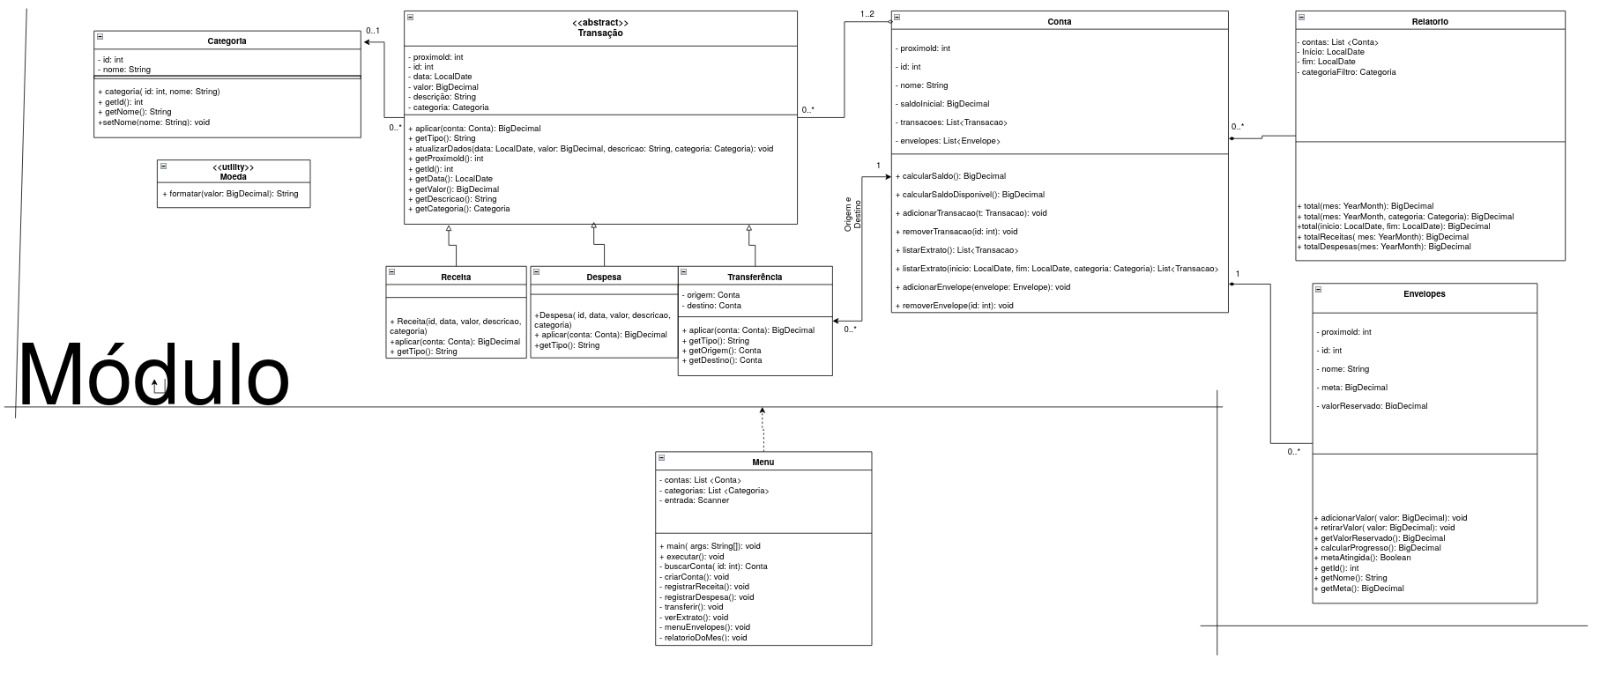 Categoria
- id: int
- nome: String
+ categoria( id: int, nome: String)
+ getId(): int
+ getNome(): String
+setNome(nome: String): void
<<utility>>
Moeda
+ formatar(valor: BigDecimal): String
0..1
0..*
<<abstract>>
Transação
- proximoId: int
- id: int
- data: LocalDate
- valor: BigDecimal
- descrição: String
- categoria: Categoria
+ aplicar(conta: Conta): BigDecimal
+ getTipo(): String
+ atualizarDados(data: LocalDate, valor: BigDecimal, descricao: String, categoria: Categoria): void
+ getProximoId(): int
+ getId(): int
+ getData(): LocalDate
+ getValor(): BigDecimal
+ getDescricao(): String
+ getCategoria(): Categoria
1..2
0..*
Receita
+ Receita(id, data, valor, descricao,
categoria)
+aplicar(conta: Conta): BigDecimal
+ getTipo(): String
Despesa
+Despesa( id, data, valor, descricao,
categoria)
+ aplicar(conta: Conta): BigDecimal
+getTipo(): String
Transferência
- origem: Conta
- destino: Conta
+ aplicar(conta: Conta): BigDecimal
+ getTipo(): String
+ getOrigem(): Conta
+ getDestino(): Conta
1
Origem e
Destino
0..*
Conta
- proximoId: int
- id: int
- nome: String
- saldoInicial: BigDecimal
- transacoes: List<Transacao>
- envelopes: List<Envelope>
+ calcularSaldo(): BigDecimal
+ calcularSaldoDisponivel(): BigDecimal
+ adicionarTransacao(t: Transacao): void
+ removerTransacao(id: int): void
+ listarExtrato(): List<Transacao>
+ listarExtrato(inicio: LocalDate, fim: LocalDate, categoria: Categoria): List<Transacao>
+ adicionarEnvelope(envelope: Envelope): void
+ removerEnvelope(id: int): void
0..*
Relatorio
- contas: List <Conta>
- Início: LocalDate
- fim: LocalDate
- categoriaFiltro: Categoria
+ total(mes: YearMonth): BigDecimal
+ total(mes: YearMonth, categoria: Categoria): BigDecimal
+total(inicio: LocalDate, fim: LocalDate): BigDecimal
+ totalReceitas( mes: YearMonth): BigDecimal
+ totalDespesas(mes: YearMonth): BigDecimal
1
0..*
Envelopes
- proximoId: int
- id: int
- nome: String
- meta: BigDecimal
- valorReservado: BigDecimal
+ adicionarValor( valor: BigDecimal): void
+ retirarValor( valor: BigDecimal): void
+ getValorReservado(): BigDecimal
+ calcularProgresso(): BigDecimal
+ metaAtingida(): Boolean
+ getId(): int
+ getNome(): String
+ getMeta(): BigDecimal
Módulo
Menu
- contas: List <Conta>
- categorias: List <Categoria>
- entrada: Scanner
+ main( args: String[]): void
+ executar(): void
- buscarConta( id: int): Conta
- criarConta(): void
- registrarReceita(): void
- registrarDespesa(): void
- transferir(): void
- verExtrato(): void
- menuEnvelopes(): void
- relatorioDoMes(): void